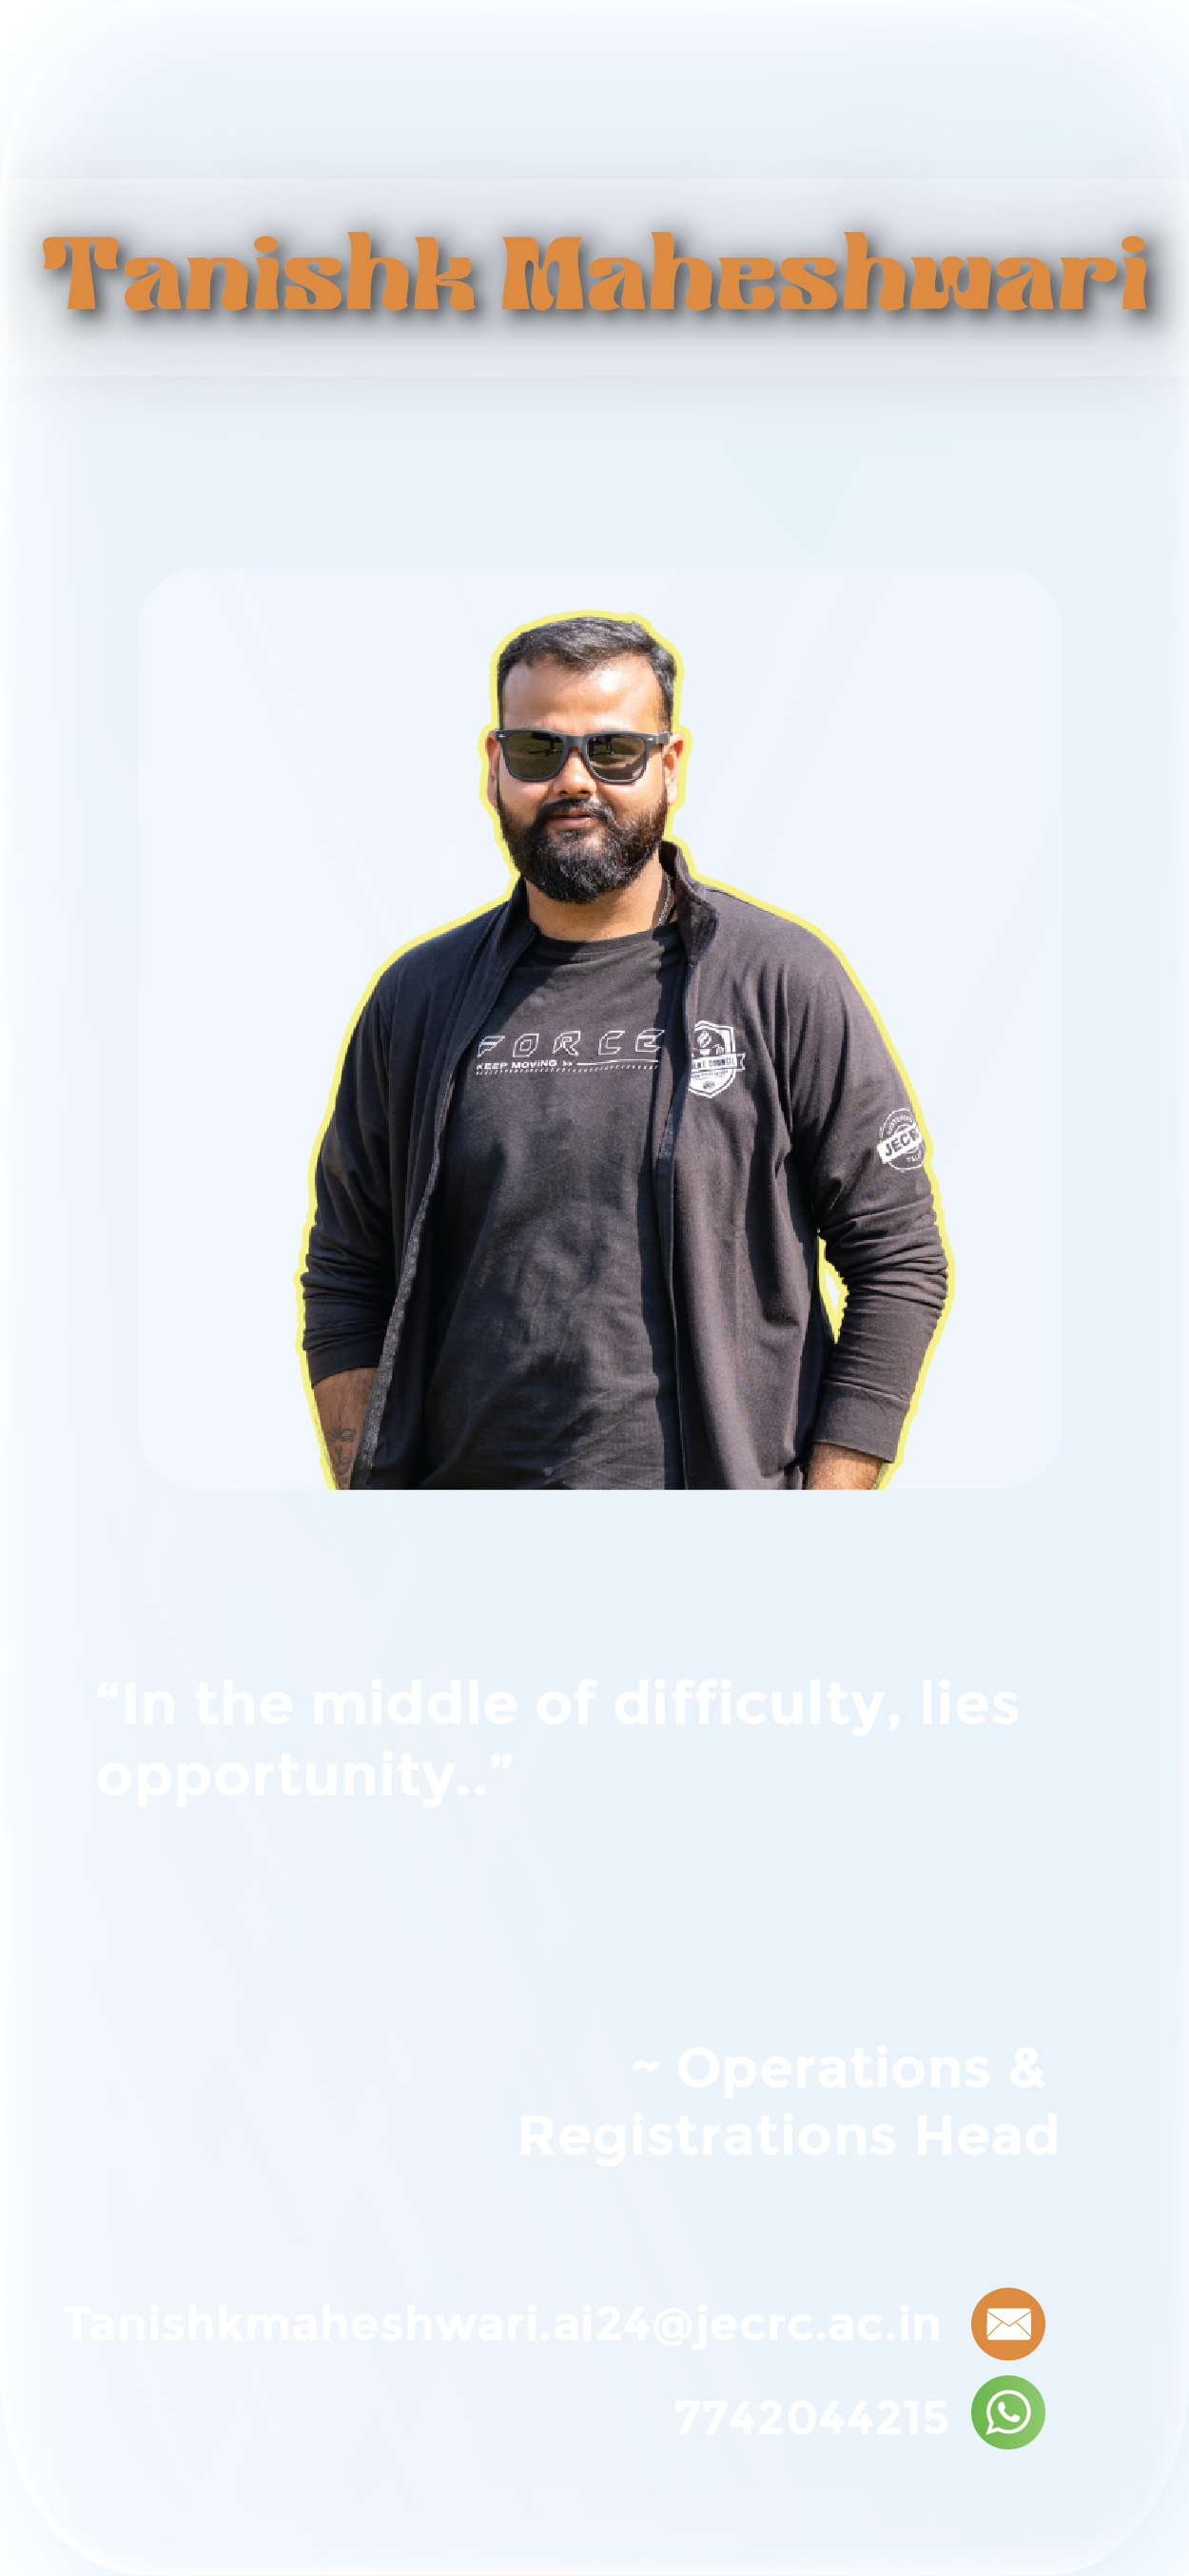 Tanishk Maheshwari
FORCE
KEEP MOVING >>
JECR
“In the middle of difficulty, lies
opportunity..”
~ Operations &
Registrations Head
Tanishkmaheshwari.ai24@jecrc.ac.in
7742044215